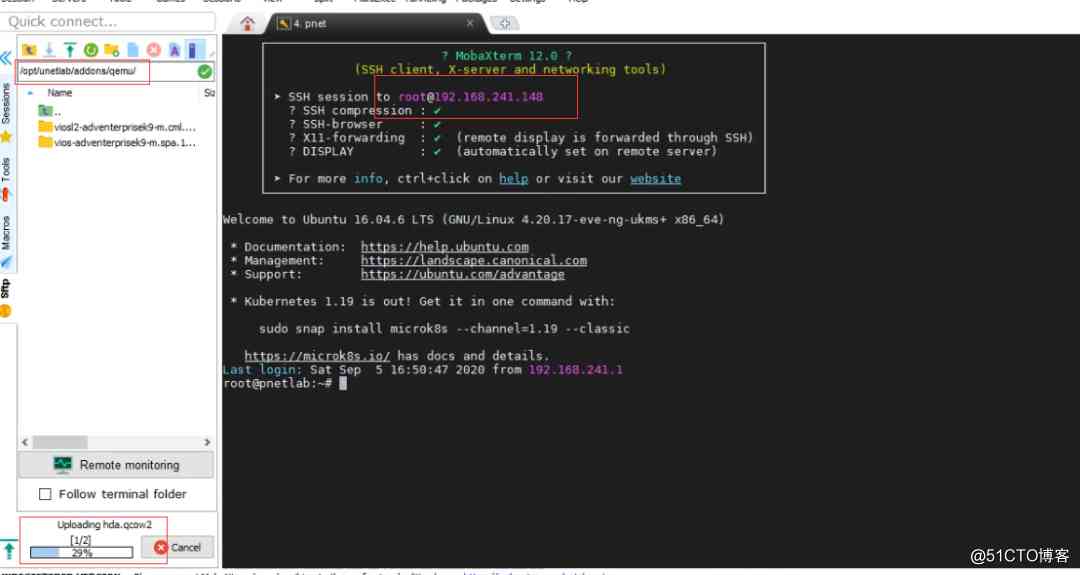 Quick connect...
4. pnet
/opt/unetlab/addons/qemu/
Name
..
viosl2-adventerprisek9-m.cml....
vios-adventerprisek9-m.spa.1...
Sessions
Tools
Macros
Sftp
Remote monitoring
Follow terminal folder
Uploading hda.qcow2
[1/2]
29%
Cancel
? MobaXterm 12.0 ?
(SSH client, X-server and networking tools)
➤ SSH session to root@192.168.241.148
? SSH compression : ✔
? SSH-browser : ✔
? X11-forwarding : ✔ (remote display is forwarded through SSH)
? DISPLAY : ✔ (automatically set on remote server)
➤ For more info, ctrl+click on help or visit our website
Welcome to Ubuntu 16.04.6 LTS (GNU/Linux 4.20.17-eve-ng-ukms+ x86_64)
* Documentation: https://help.ubuntu.com
* Management: https://landscape.canonical.com
* Support: https://ubuntu.com/advantage
* Kubernetes 1.19 is out! Get it in one command with:
sudo snap install microk8s --channel=1.19 --classic
https://microk8s.io/ has docs and details.
Last login: Sat Sep 5 16:50:47 2020 from 192.168.241.1
root@pnetlab:~#
@51CTO博客